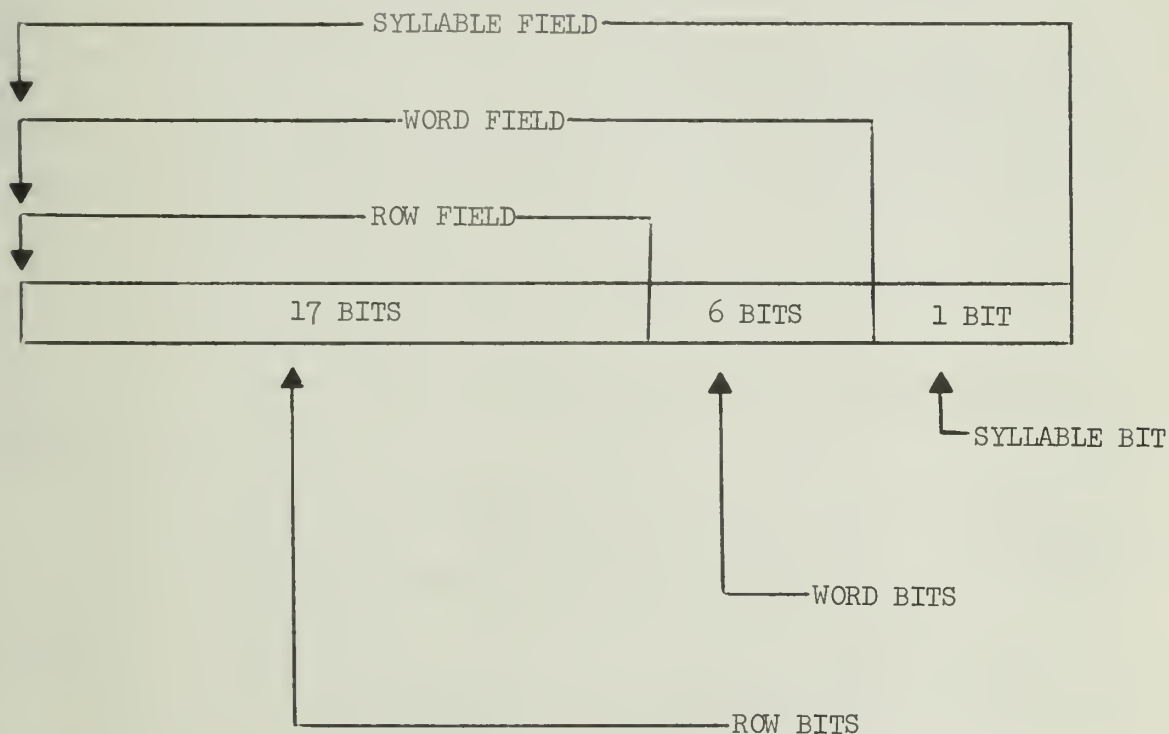 SYLLABLE FIELD
WORD FIELD
ROW FIELD
17 BITS 6 BITS 1 BIT
SYLLABLE BIT
WORD BITS
ROW BITS